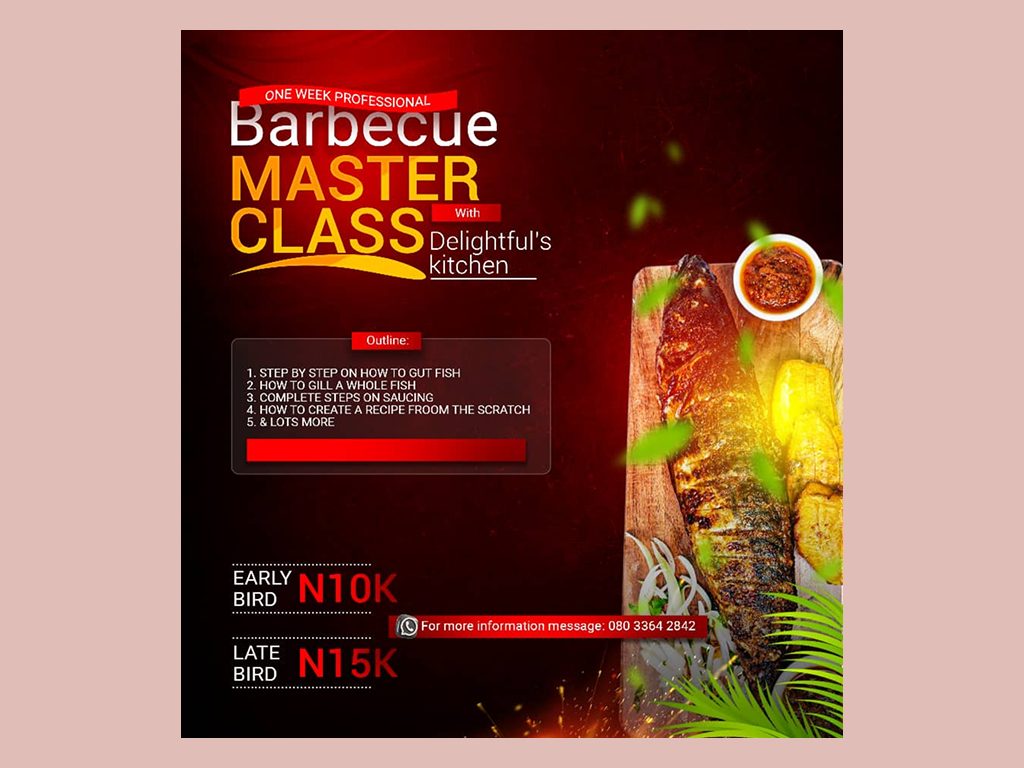 ONE WEEK PROFESSIONAL
Barbecue
MASTER
CLASS
With
Delightful's
kitchen
Outline:
1. STEP BY STEP ON HOW TO GUT FISH
2. HOW TO GILL A WHOLE FISH
3. COMPLETE STEPS ON SAUCING
4. HOW TO CREATE A RECIPE FROOM THE SCRATCH
5. & LOTS MORE
EARLY
BIRD
N10K
For more information message: 080 3364 2842
LATE
BIRD
N15K